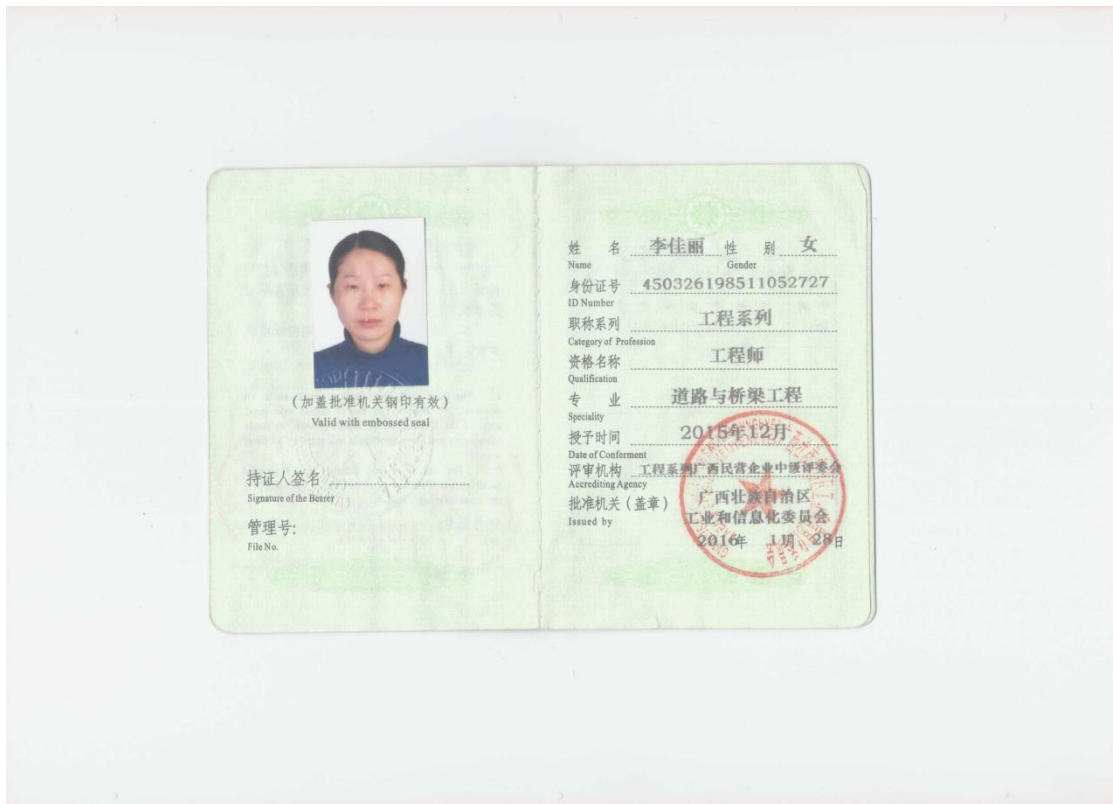 (加盖批准机关钢印有效)
Valid with embossed seal
持证人签名
Signature of the Bearer
管理号:
File No.
姓 名 李佳丽 性 别 女
Name Gender
身份证号 450326198511052727
ID Number
职称系列 工程系列
Category of Profession
资格名称 工程师
Qualification
专 业 道路与桥梁工程
Speciality
授予时间 2015年12月
Date of Conferment
评审机构 工程系列广西民营企业中级评委会
Accrediting Agency
批准机关(盖章) 广西壮族自治区
Issued by 工业和信息化委员会
2016年 1月 28日